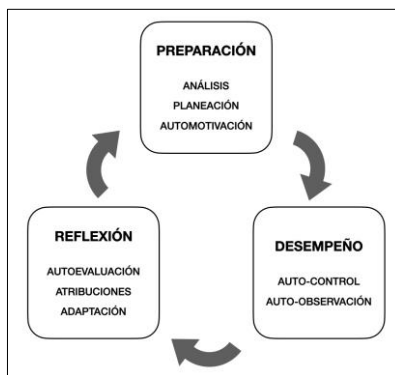 PREPARACIÓN
ANÁLISIS
PLANEACIÓN
AUTOMOTIVACIÓN
DESEMPEÑO
AUTO-CONTROL
AUTO-OBSERVACIÓN
REFLEXIÓN
AUTOEVALUACIÓN
ATRIBUCIONES
ADAPTACIÓN